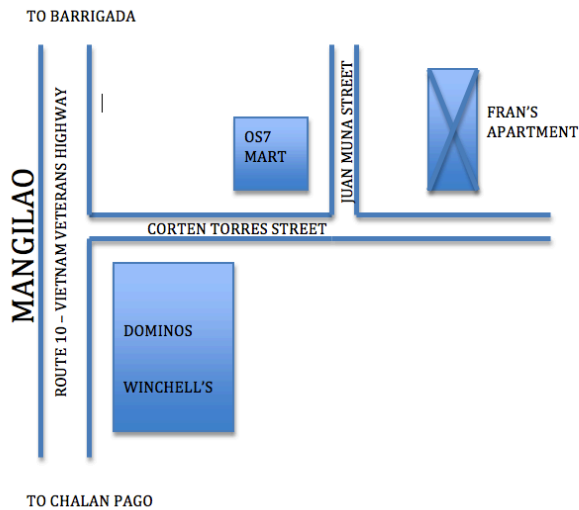 TO BARRIGADA
MANGILAO
ROUTE 10 – VIETNAM VETERANS HIGHWAY
OS7
MART
JUAN MUNA STREET
FRAN'S
APARTMENT
CORTEN TORRES STREET
DOMINOS
WINCHELL'S
TO CHALAN PAGO